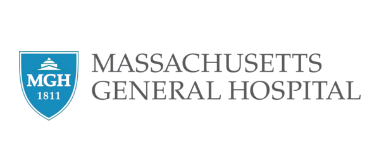 MGH
1811
MASSACHUSETTS
GENERAL HOSPITAL